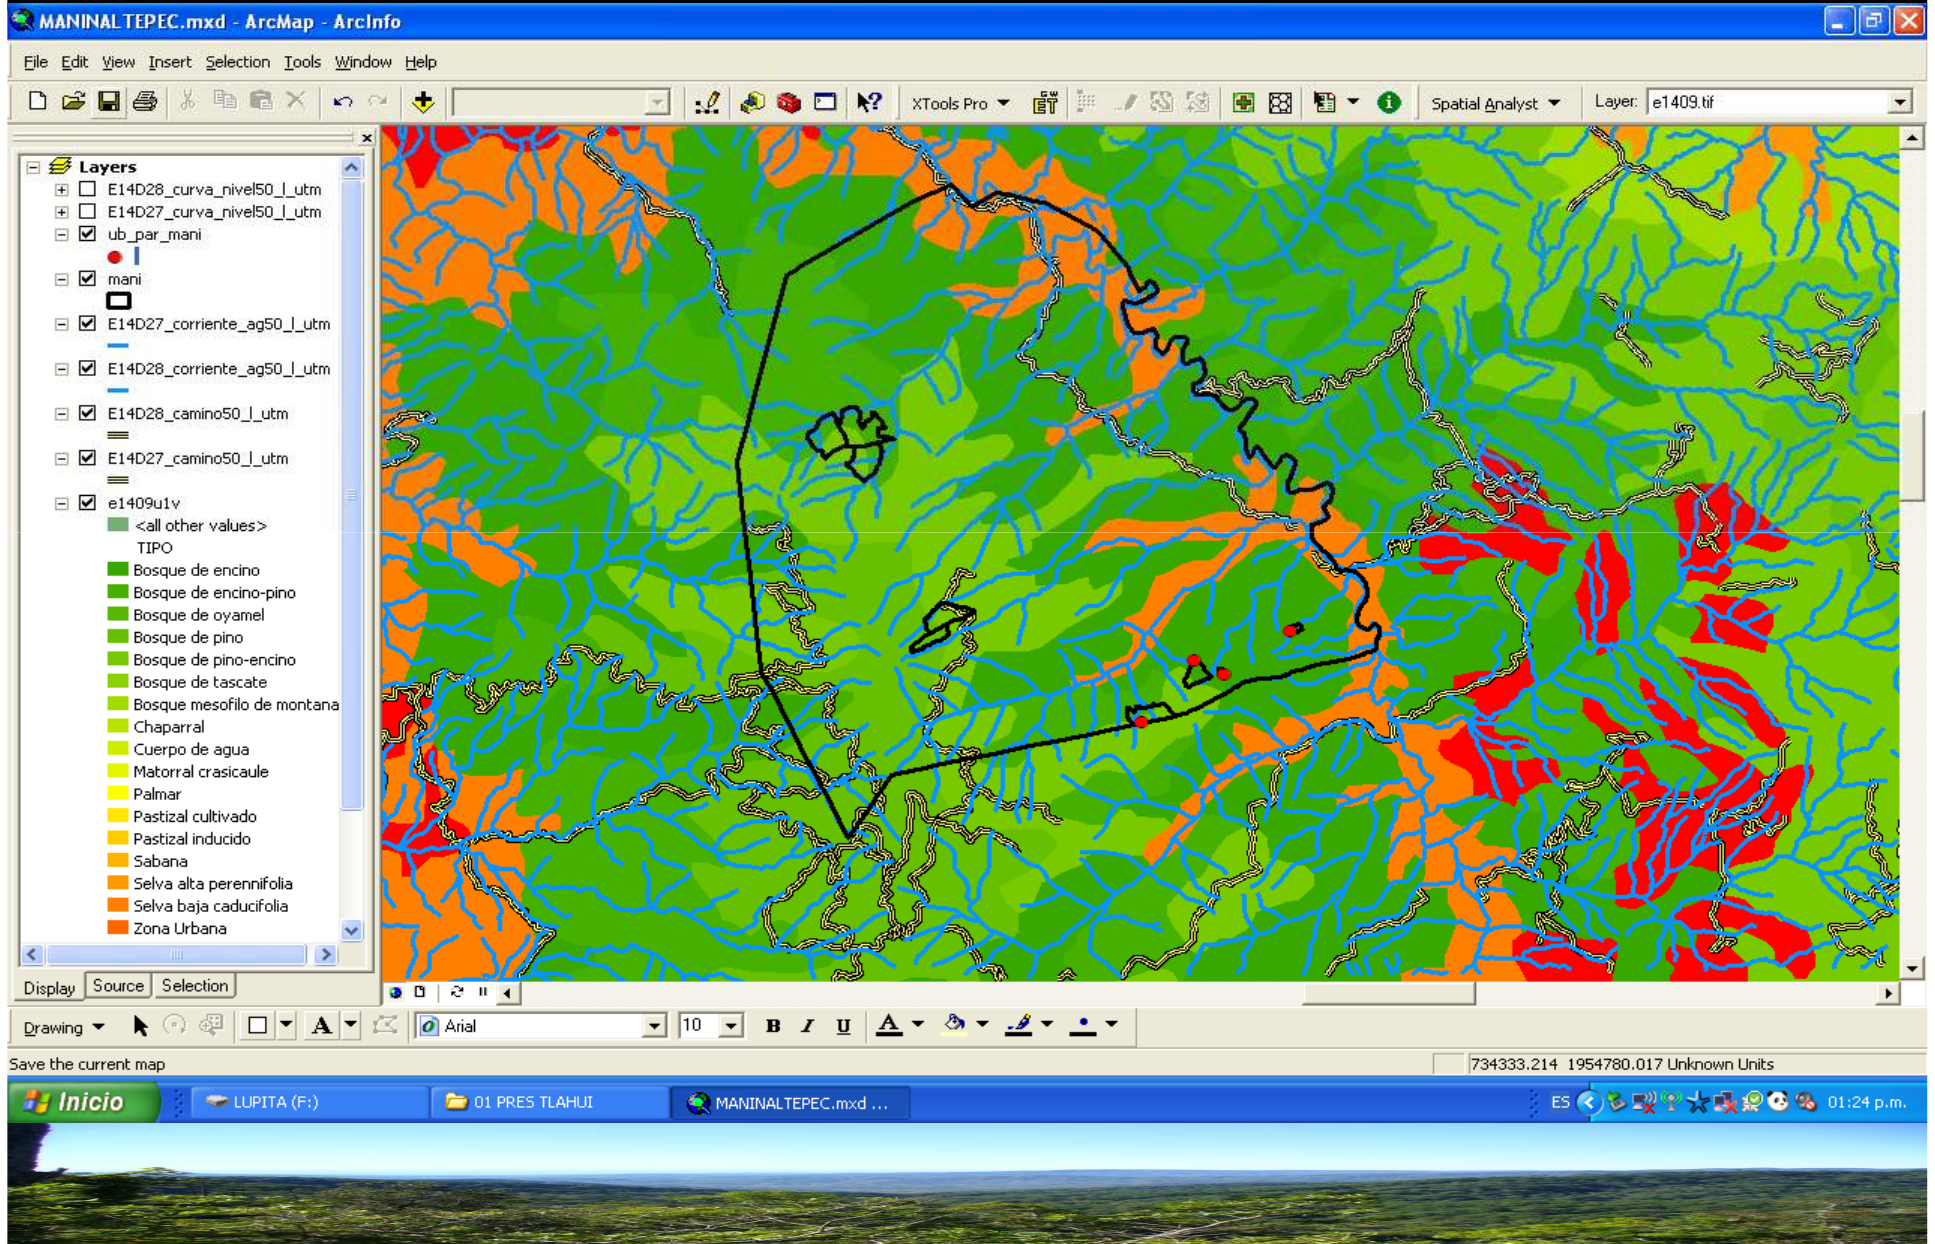 MANINALTEPEC.mxd - ArcMap - ArcInfo
File Edit View Insert Selection Tools Window Help
XTools Pro
Spatial Analyst
Layer: e1409.tif
Layers
E14D28_curva_nivel50_l_utm
E14D27_curva_nivel50_l_utm
ub_par_mani
mani
E14D27_corriente_ag50_l_utm
E14D28_corriente_ag50_l_utm
E14D28_camino50_l_utm
E14D27_camino50_l_utm
e1409u1v
<all other values>
TIPO
Bosque de encino
Bosque de encino-pino
Bosque de oyamel
Bosque de pino
Bosque de pino-encino
Bosque de tascate
Bosque mesofilo de montana
Chaparral
Cuerpo de agua
Matorral crasicaule
Palmar
Pastizal cultivado
Pastizal inducido
Sabana
Selva alta perennifolia
Selva baja caducifolia
Zona Urbana
Display Source Selection
Drawing A Arial 10 B I U A
Save the current map
734333.214 1954780.017 Unknown Units
Inicio LUPITA (F:) 01 PRES TLAHUI MANINALTEPEC.mxd ... ES 01:24 p.m.